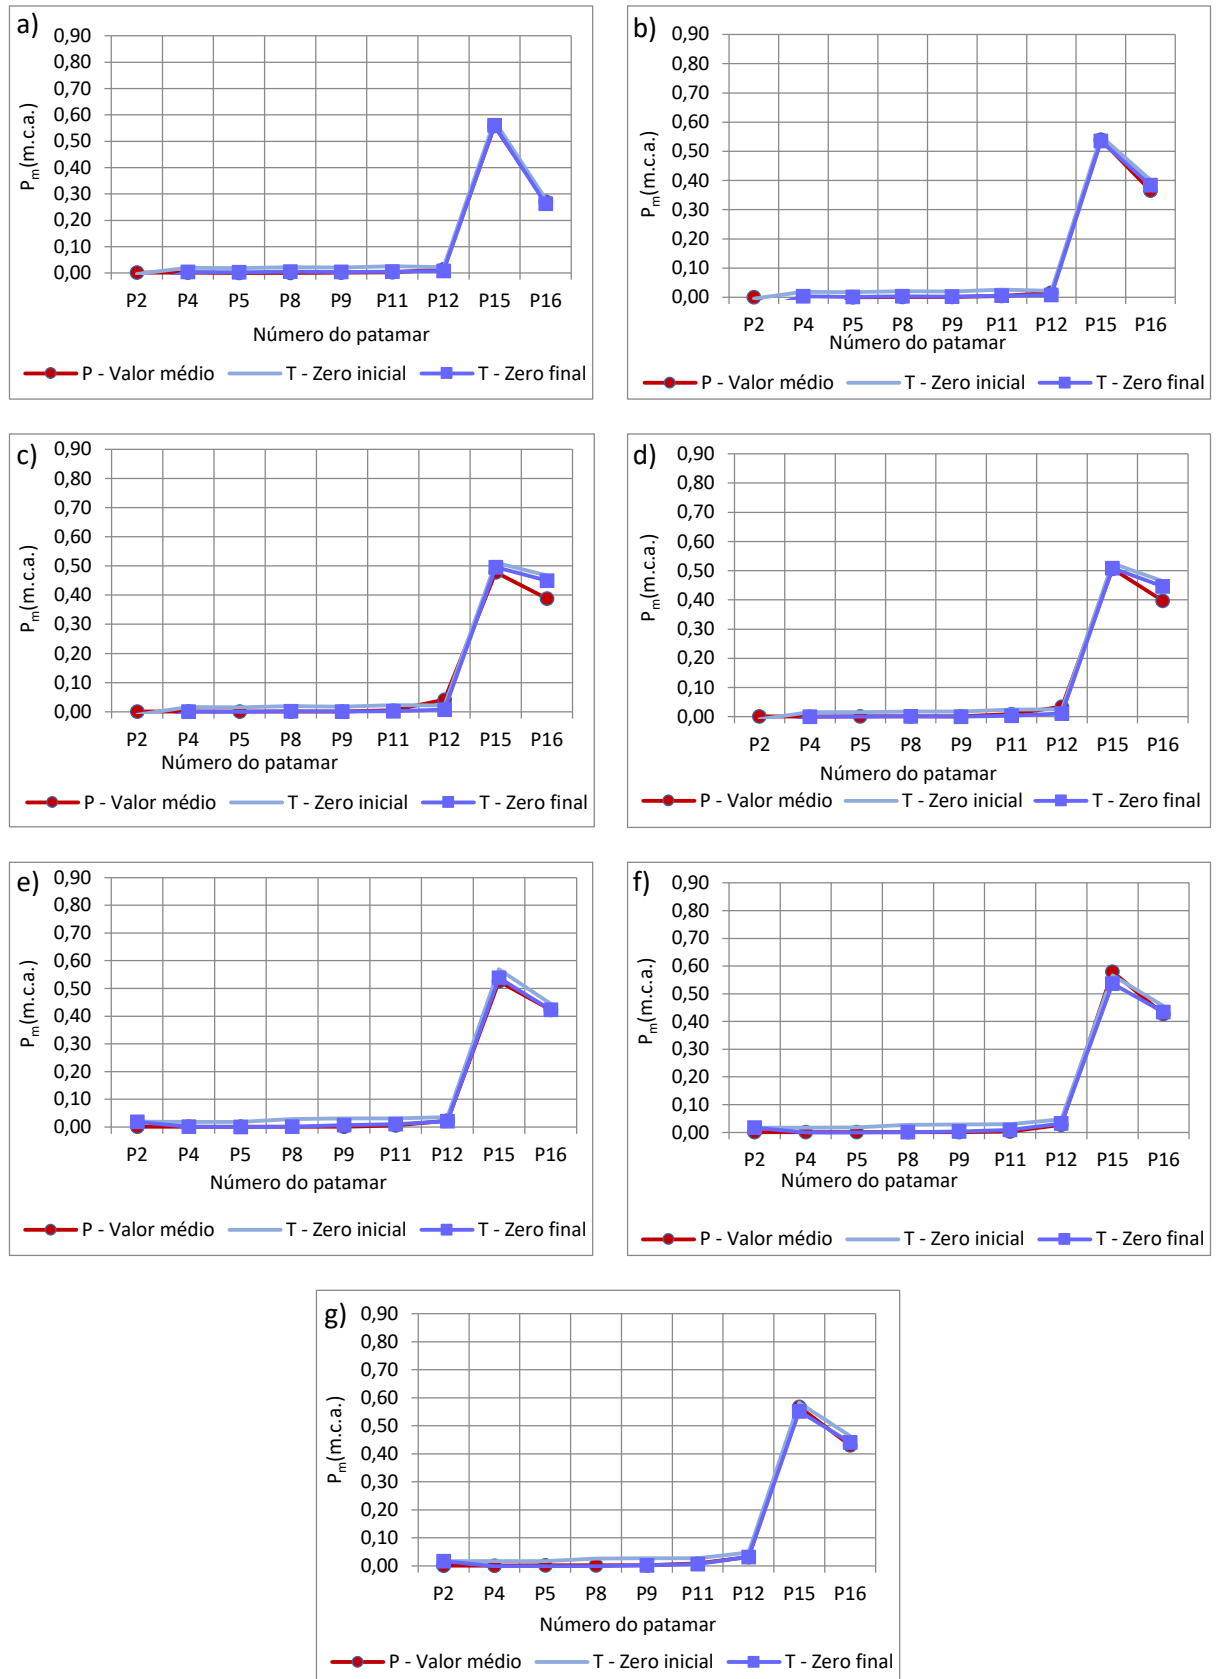 a)
0,90
0,80
0,70
0,60
0,50
0,40
0,30
0,20
0,10
0,00
P_m(m.c.a.)
P2 P4 P5 P8 P9 P11 P12 P15 P16
Número do patamar
P - Valor médio T - Zero inicial T - Zero final
b)
0,90
0,80
0,70
0,60
0,50
0,40
0,30
0,20
0,10
0,00
P_m(m.c.a.)
P2 P4 P5 P8 P9 P11 P12 P15 P16
Número do patamar
P - Valor médio T - Zero inicial T - Zero final
c)
0,90
0,80
0,70
0,60
0,50
0,40
0,30
0,20
0,10
0,00
P_m(m.c.a.)
P2 P4 P5 P8 P9 P11 P12 P15 P16
Número do patamar
P - Valor médio T - Zero inicial T - Zero final
d)
0,90
0,80
0,70
0,60
0,50
0,40
0,30
0,20
0,10
0,00
P_m(m.c.a.)
P2 P4 P5 P8 P9 P11 P12 P15 P16
Número do patamar
P - Valor médio T - Zero inicial T - Zero final
e)
0,90
0,80
0,70
0,60
0,50
0,40
0,30
0,20
0,10
0,00
P_m(m.c.a.)
P2 P4 P5 P8 P9 P11 P12 P15 P16
Número do patamar
P - Valor médio T - Zero inicial T - Zero final
f)
0,90
0,80
0,70
0,60
0,50
0,40
0,30
0,20
0,10
0,00
P_m(m.c.a.)
P2 P4 P5 P8 P9 P11 P12 P15 P16
Número do patamar
P - Valor médio T - Zero inicial T - Zero final
g)
0,90
0,80
0,70
0,60
0,50
0,40
0,30
0,20
0,10
0,00
P_m(m.c.a.)
P2 P4 P5 P8 P9 P11 P12 P15 P16
Número do patamar
P - Valor médio T - Zero inicial T - Zero final